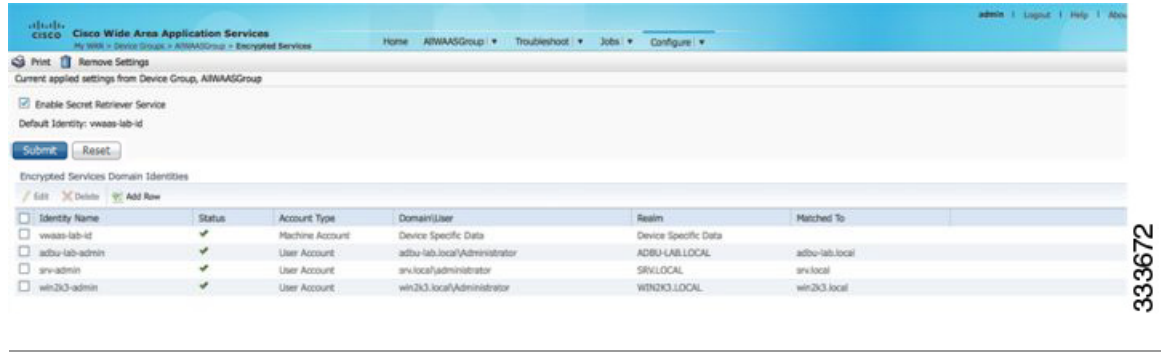 admin | Logout | Help | Abou
CISCO Cisco Wide Area Application Services
My WAN > Device Groups > AllWAASGroup > Encrypted Services
Home AllWAASGroup ▼ Troubleshoot ▼ Jobs ▼ Configure ▼
Print Remove Settings
Current applied settings from Device Group, AllWAASGroup
Enable Secret Retriever Service
Default Identity: vwaas-lab-id
Submit Reset
Encrypted Services Domain Identities
Edit Delete Add Row
Identity Name Status Account Type Domain\User Realm Matched To
vwaas-lab-id Machine Account Device Specific Data Device Specific Data
adbu-lab-admin User Account adbu-lab.local\Administrator ADBU-LAB.LOCAL adbu-lab.local
srv-admin User Account srv.local\administrator SRV.LOCAL srv.local
win2k3-admin User Account win2k3.local\Administrator WIN2K3.LOCAL win2k3.local
333672